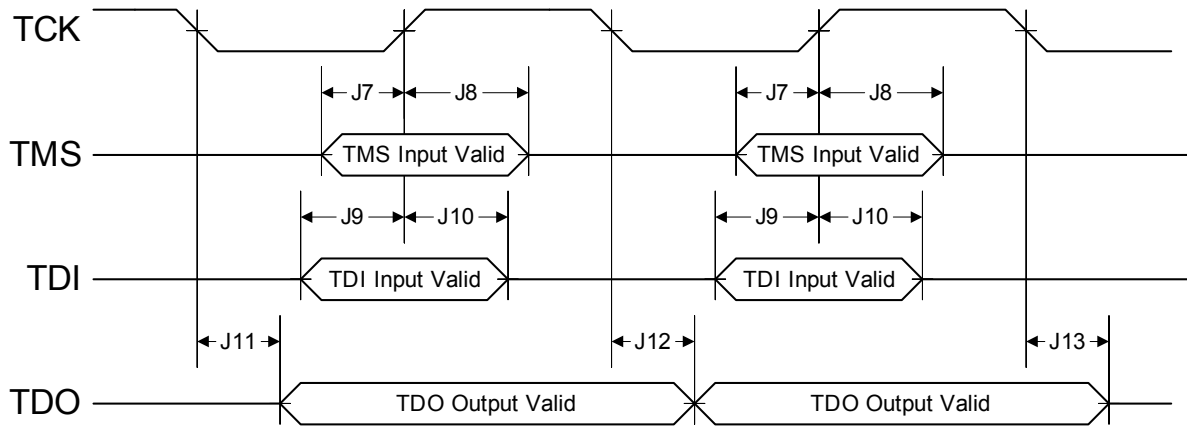 TCK
J7 J8 J7 J8
TMS TMS Input Valid TMS Input Valid
J9 J10 J9 J10
TDI TDI Input Valid TDI Input Valid
J11 J12 J13
TDO TDO Output Valid TDO Output Valid